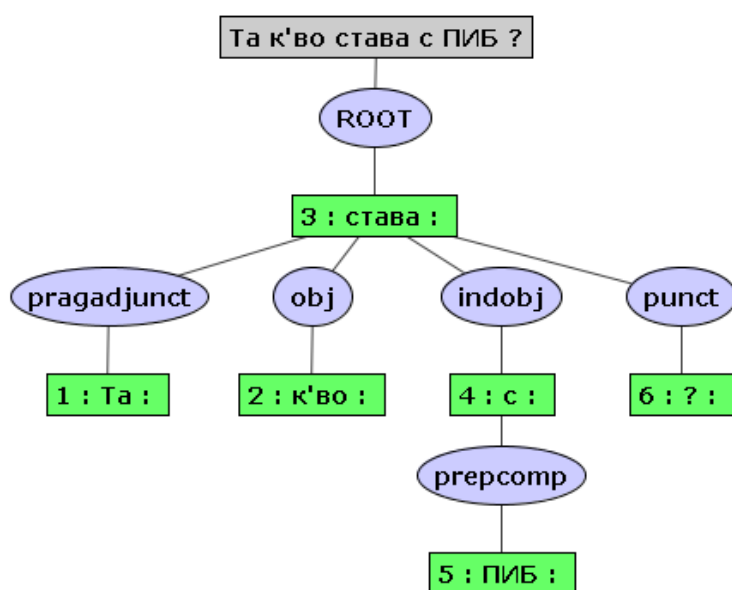 Та к'во става с ПИБ ?
ROOT
3 : става :
pragadjunct obj indobj punct
1 : Та : 2 : к'во : 4 : с : 6 : ? :
prepcomp
5 : ПИБ :